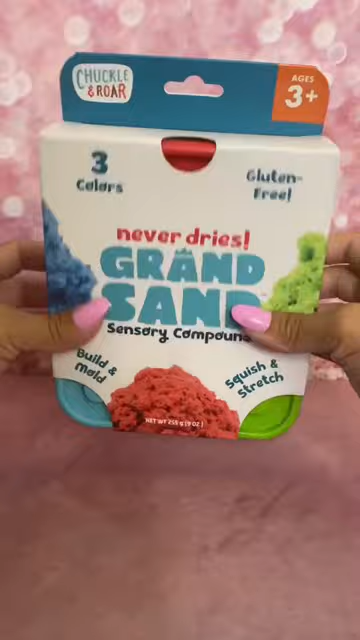 CHUCKLE
& ROAR
AGES
3+
3
Colors
Gluten-
Free!
never dries!
GRAND
SAND
Sensory Compound
Build &
Mold
Squish &
Stretch
NET WT 255 g (9 OZ)